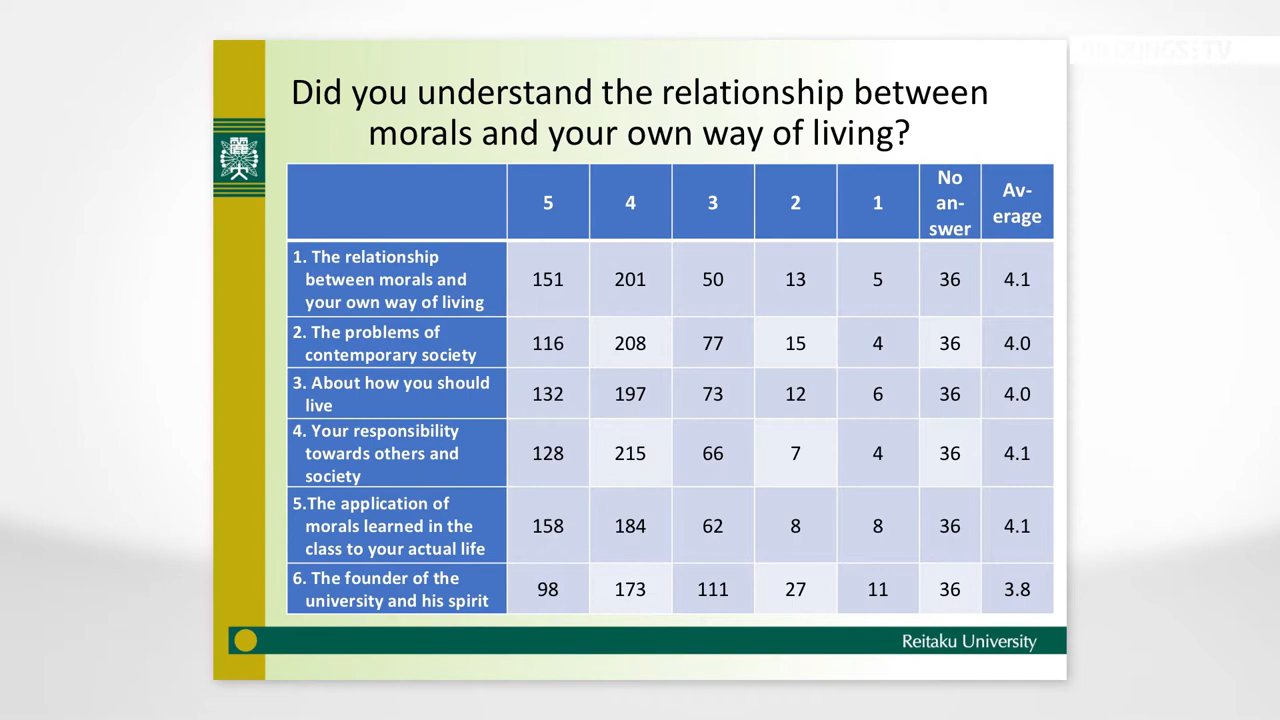 Did you understand the relationship between
morals and your own way of living?
5 4 3 2 1 No an- swer Av- erage
1. The relationship
between morals and
your own way of living
151 201 50 13 5 36 4.1
2. The problems of
contemporary society
116 208 77 15 4 36 4.0
3. About how you should
live
132 197 73 12 6 36 4.0
4. Your responsibility
towards others and
society
128 215 66 7 4 36 4.1
5.The application of
morals learned in the
class to your actual life
158 184 62 8 8 36 4.1
6. The founder of the
university and his spirit
98 173 111 27 11 36 3.8
Reitaku University